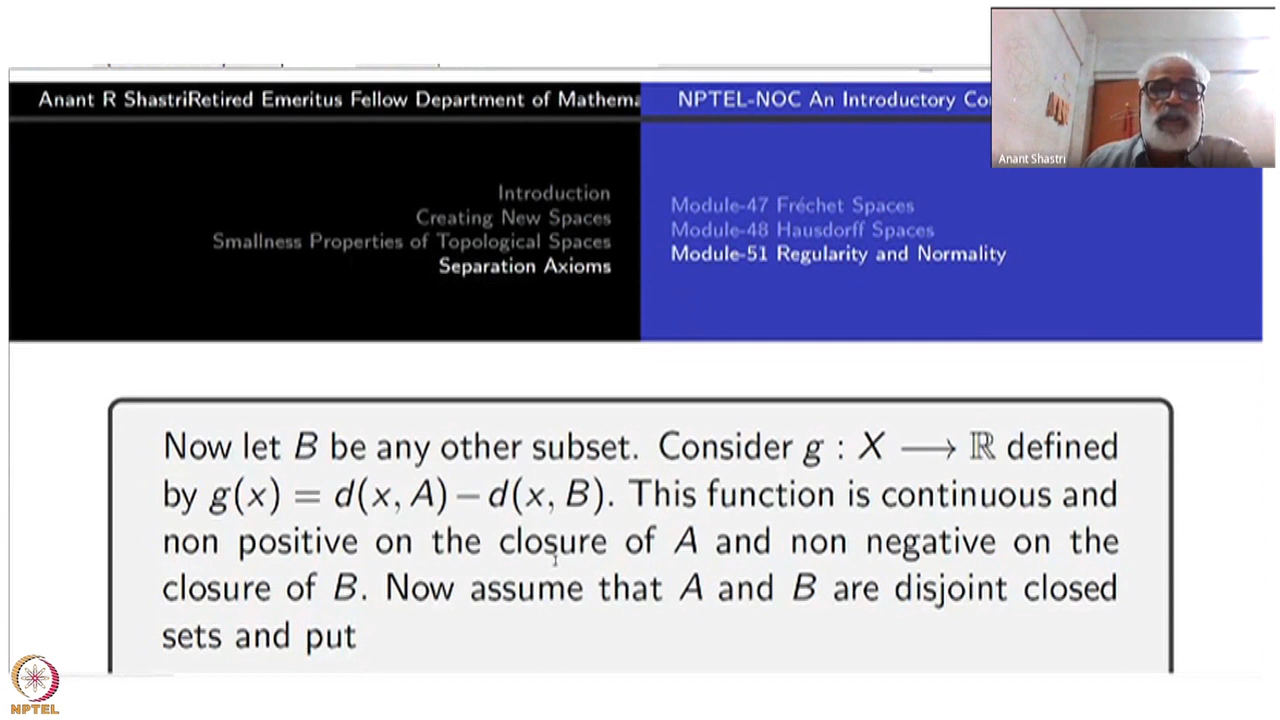 Anant R ShastriRetired Emeritus Fellow Department of Mathema
NPTEL-NOC An Introductory Co
Anant Shastri
Introduction
Creating New Spaces
Smallness Properties of Topological Spaces
Separation Axioms
Module-47 Fréchet Spaces
Module-48 Hausdorff Spaces
Module-51 Regularity and Normality
Now let B be any other subset. Consider g : X ⟶ ℝ defined
by g(x) = d(x, A) − d(x, B). This function is continuous and
non positive on the closure of A and non negative on the
closure of B. Now assume that A and B are disjoint closed
sets and put
NPTEL